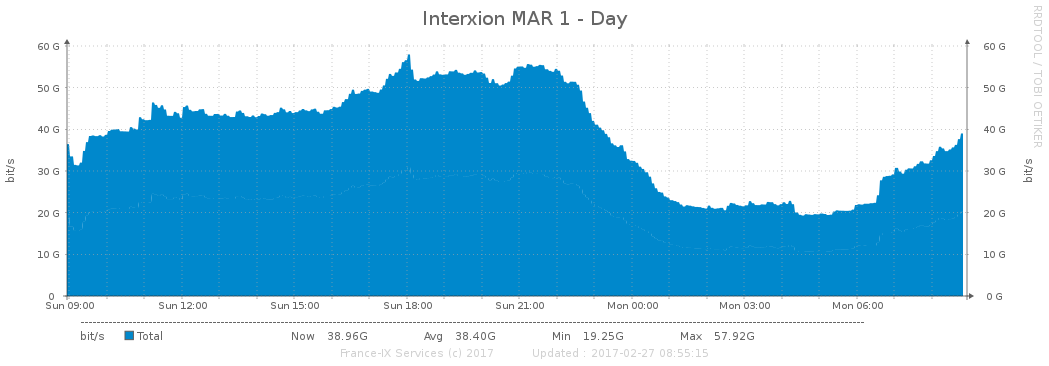 Interxion MAR 1 - Day
RRDTOOL / TOBI OETIKER
bit/s
60 G
50 G
40 G
30 G
20 G
10 G
0
60 G
50 G
40 G
30 G
20 G
10 G
0 G
bit/s
Sun 09:00 Sun 12:00 Sun 15:00 Sun 18:00 Sun 21:00 Mon 00:00 Mon 03:00 Mon 06:00
bit/s Total Now 38.96G Avg 38.40G Min 19.25G Max 57.92G
France-IX Services (c) 2017 Updated : 2017-02-27 08:55:15